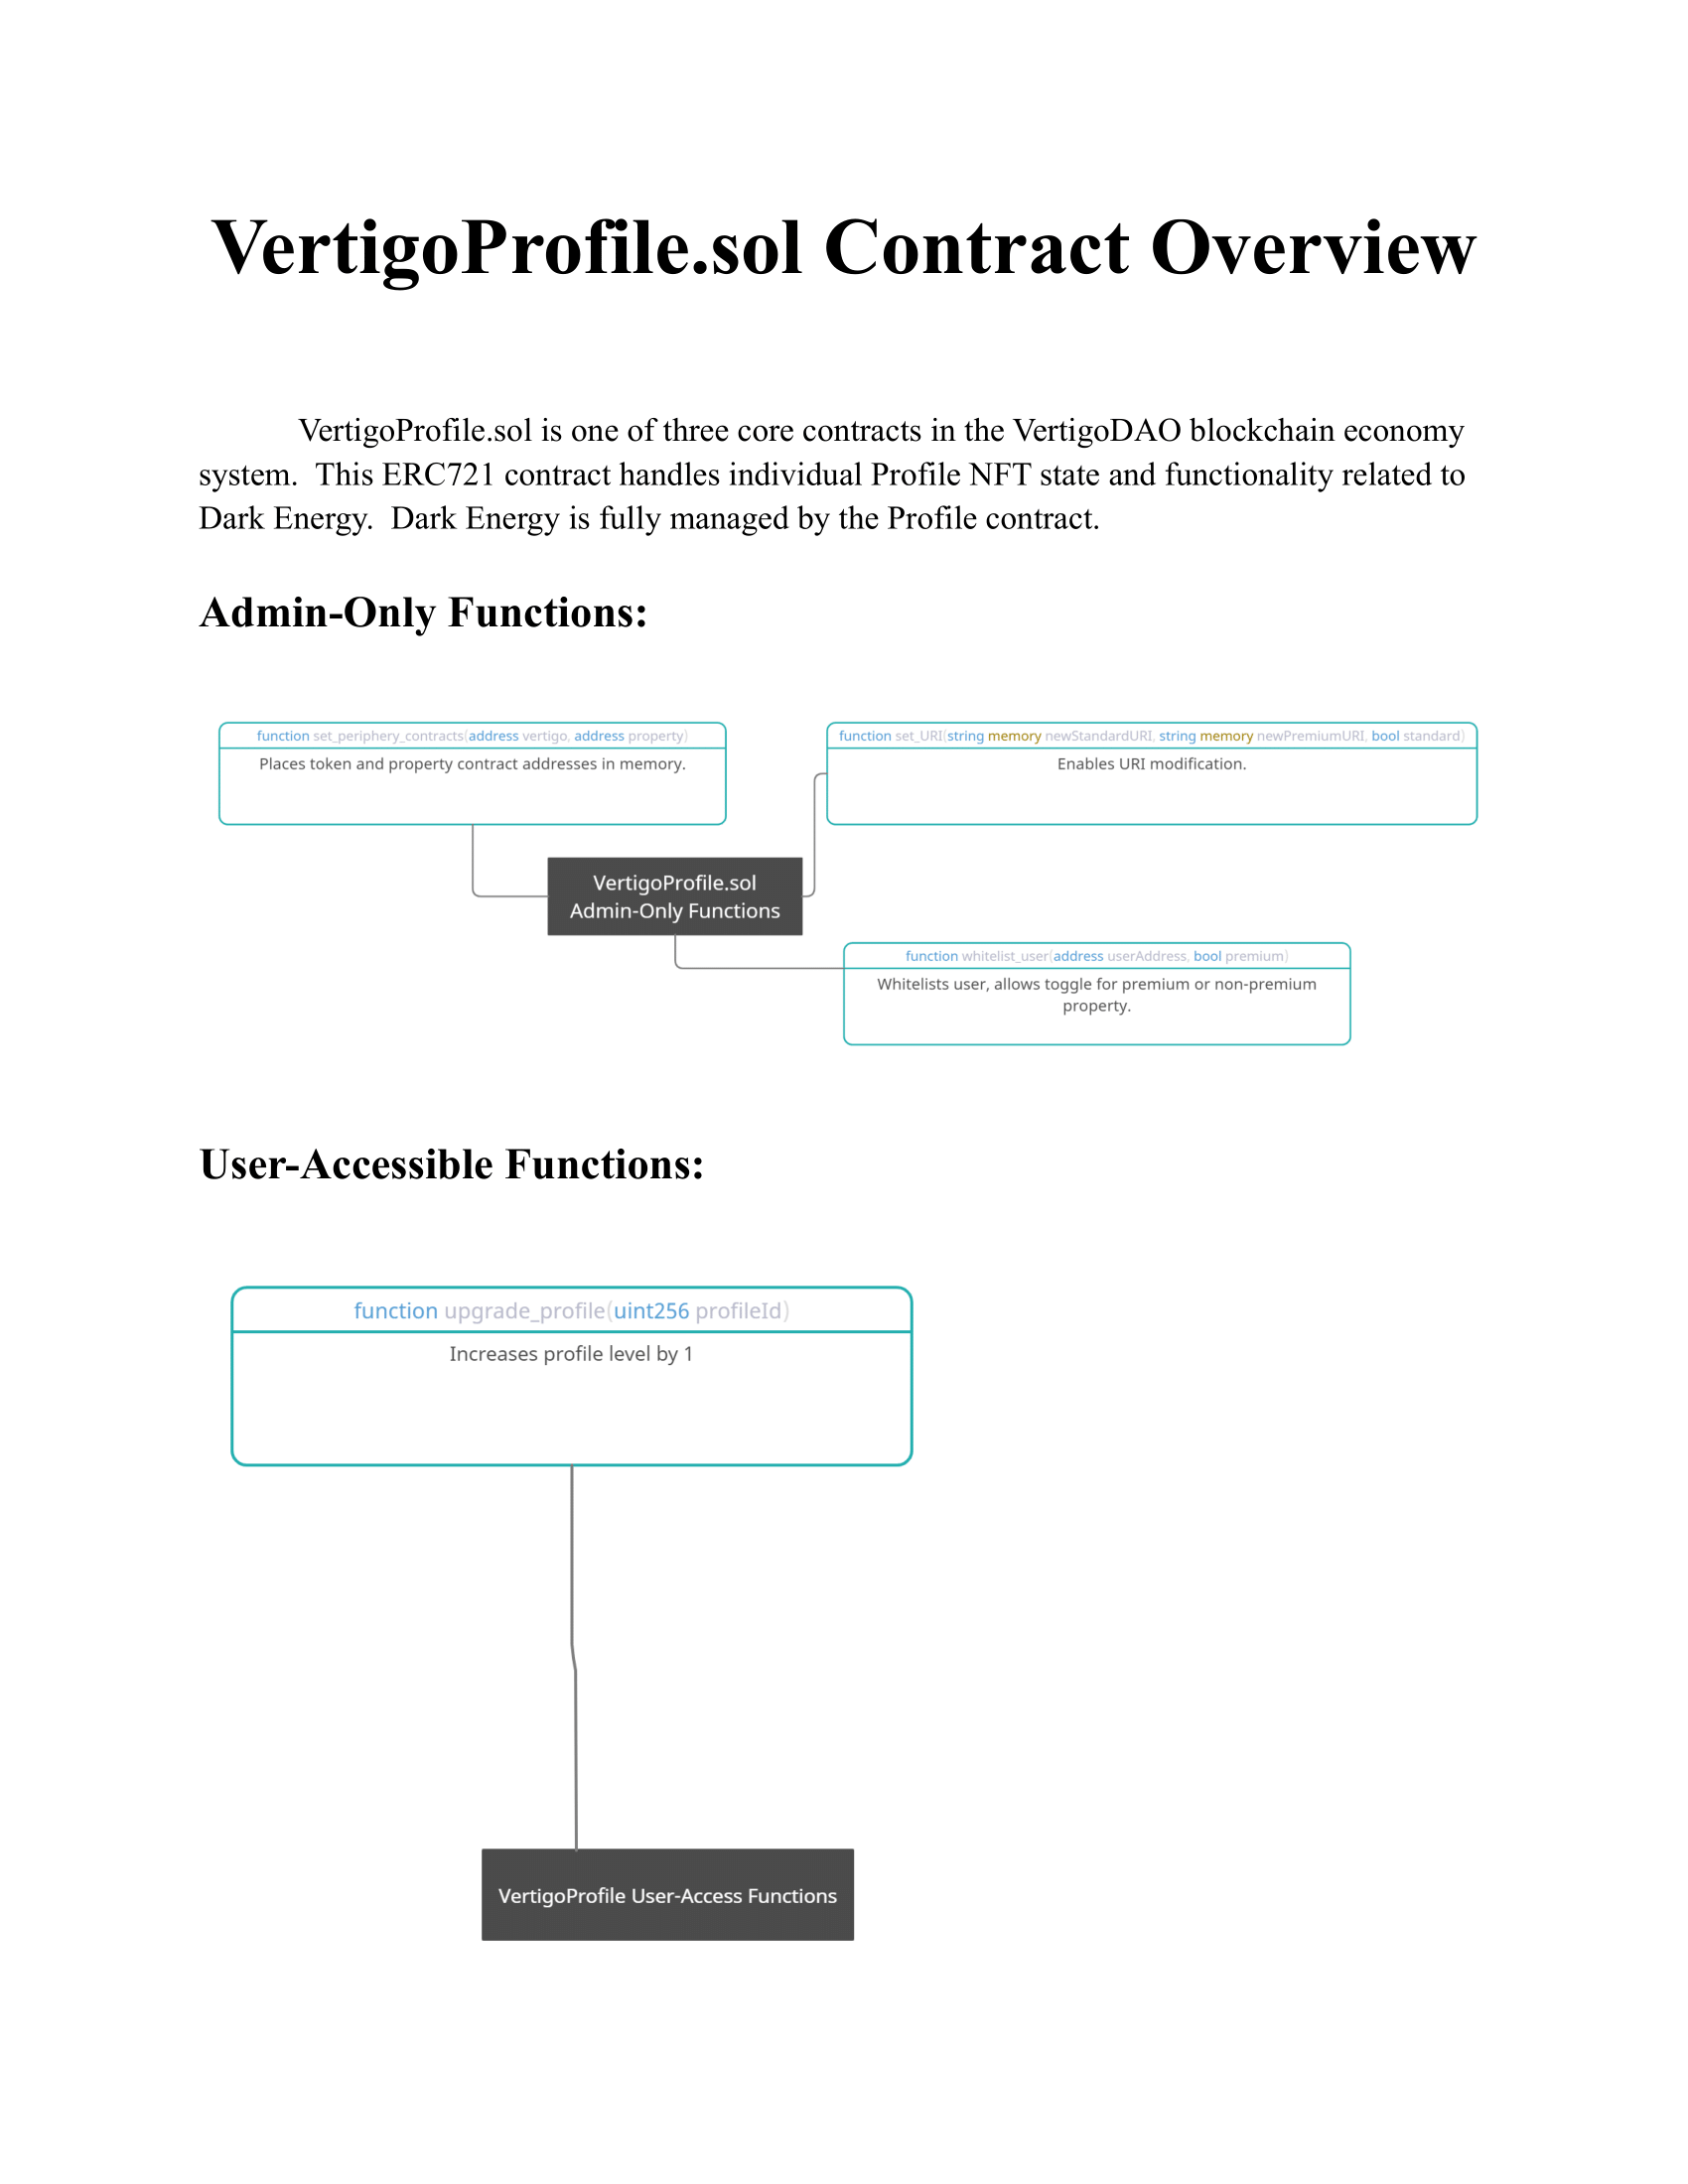 VertigoProfile.sol Contract Overview
VertigoProfile.sol is one of three core contracts in the VertigoDAO blockchain economy
system.  This ERC721 contract handles individual Profile NFT state and functionality related to
Dark Energy.  Dark Energy is fully managed by the Profile contract.
Admin-Only Functions:
function set_periphery_contracts(address vertigo, address property)
Places token and property contract addresses in memory.
function set_URI(string memory newStandardURI, string memory newPremiumURI, bool standard)
Enables URI modification.
VertigoProfile.sol
Admin-Only Functions
function whitelist_user(address userAddress, bool premium)
Whitelists user, allows toggle for premium or non-premium
property.
User-Accessible Functions:
function upgrade_profile(uint256 profileId)
Increases profile level by 1
VertigoProfile User-Access Functions